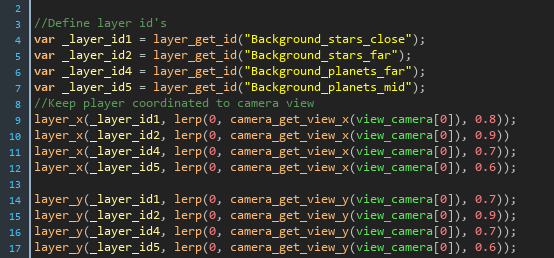 2
3 //Define layer id's
4 var _layer_id1 = layer_get_id("Background_stars_close");
5 var _layer_id2 = layer_get_id("Background_stars_far");
6 var _layer_id4 = layer_get_id("Background_planets_far");
7 var _layer_id5 = layer_get_id("Background_planets_mid");
8 //Keep player coordinated to camera view
9 layer_x(_layer_id1, lerp(0, camera_get_view_x(view_camera[0]), 0.8));
10 layer_x(_layer_id2, lerp(0, camera_get_view_x(view_camera[0]), 0.9))
11 layer_x(_layer_id4, lerp(0, camera_get_view_x(view_camera[0]), 0.7));
12 layer_x(_layer_id5, lerp(0, camera_get_view_x(view_camera[0]), 0.6));
13
14 layer_y(_layer_id1, lerp(0, camera_get_view_y(view_camera[0]), 0.7));
15 layer_y(_layer_id2, lerp(0, camera_get_view_y(view_camera[0]), 0.9));
16 layer_y(_layer_id4, lerp(0, camera_get_view_y(view_camera[0]), 0.7));
17 layer_y(_layer_id5, lerp(0, camera_get_view_y(view_camera[0]), 0.6));